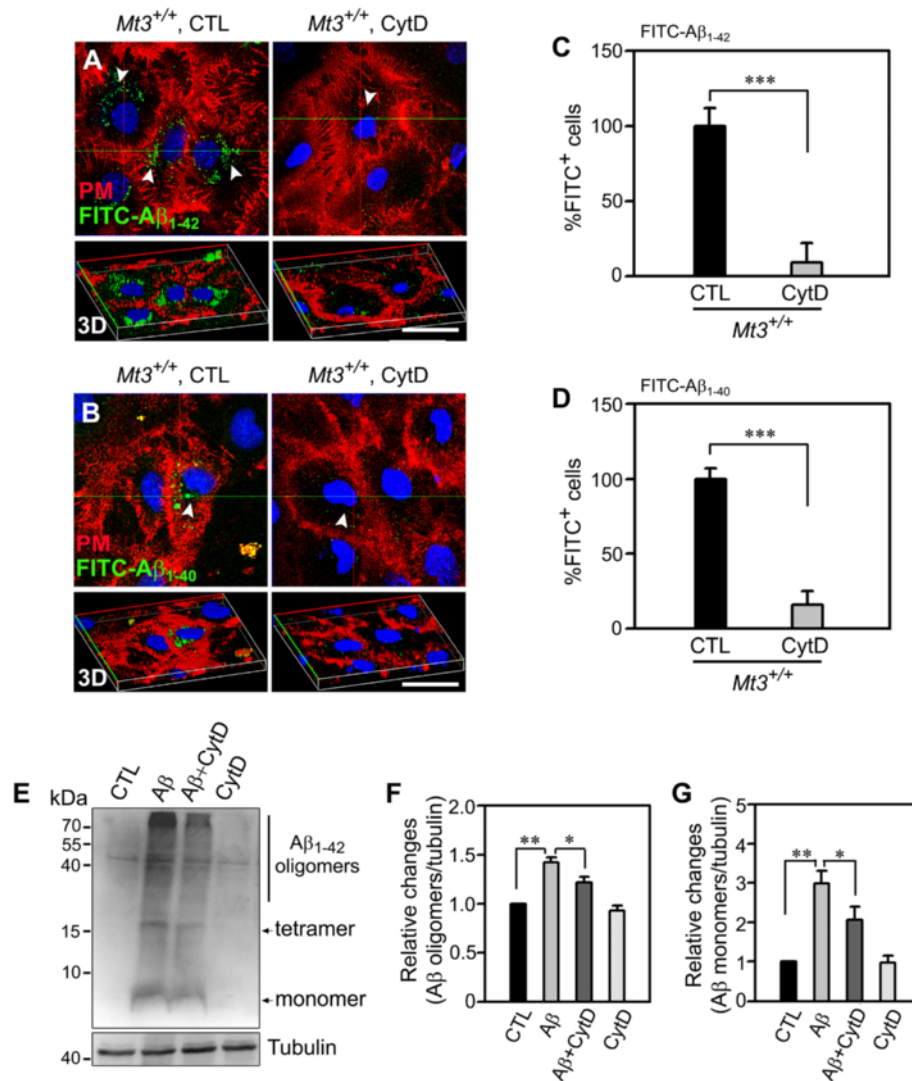 Mt3+/+, CTL
Mt3+/+, CytD
A
PM
FITC-Aβ1-42
3D
C
FITC-Aβ1-42
%FITC+ cells
150
100
50
0
***
CTL
CytD
Mt3+/+
Mt3+/+, CTL
Mt3+/+, CytD
B
PM
FITC-Aβ1-40
3D
D
FITC-Aβ1-40
%FITC+ cells
150
100
50
0
***
CTL
CytD
Mt3+/+
E
kDa
CTL
Aβ
Aβ+CytD
CytD
70
55
40
15
10
40
Aβ1-42
oligomers
tetramer
monomer
Tubulin
F
Relative changes
(Aβ oligomers/tubulin)
2.0
1.5
1.0
0.5
0
**
*
CTL
Aβ
Aβ+CytD
CytD
G
Relative changes
(Aβ monomers/tubulin)
5
4
3
2
1
0
**
*
CTL
Aβ
Aβ+CytD
CytD